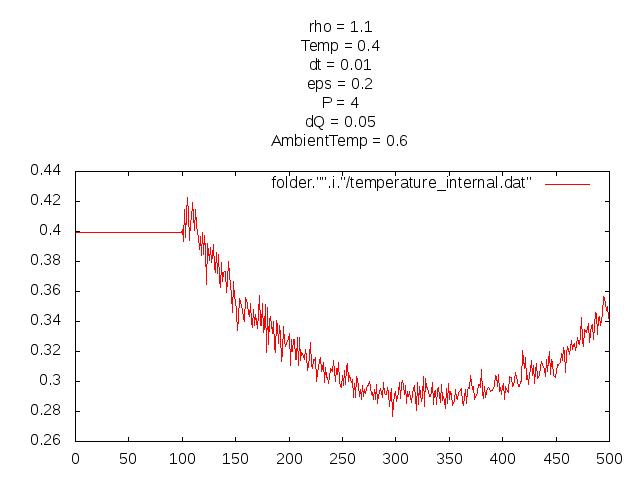 rho = 1.1
Temp = 0.4
dt = 0.01
eps = 0.2
P = 4
dQ = 0.05
AmbientTemp = 0.6
folder."".i."/temperature_internal.dat"
0.44
0.42
0.4
0.38
0.36
0.34
0.32
0.3
0.28
0.26
0 50 100 150 200 250 300 350 400 450 500